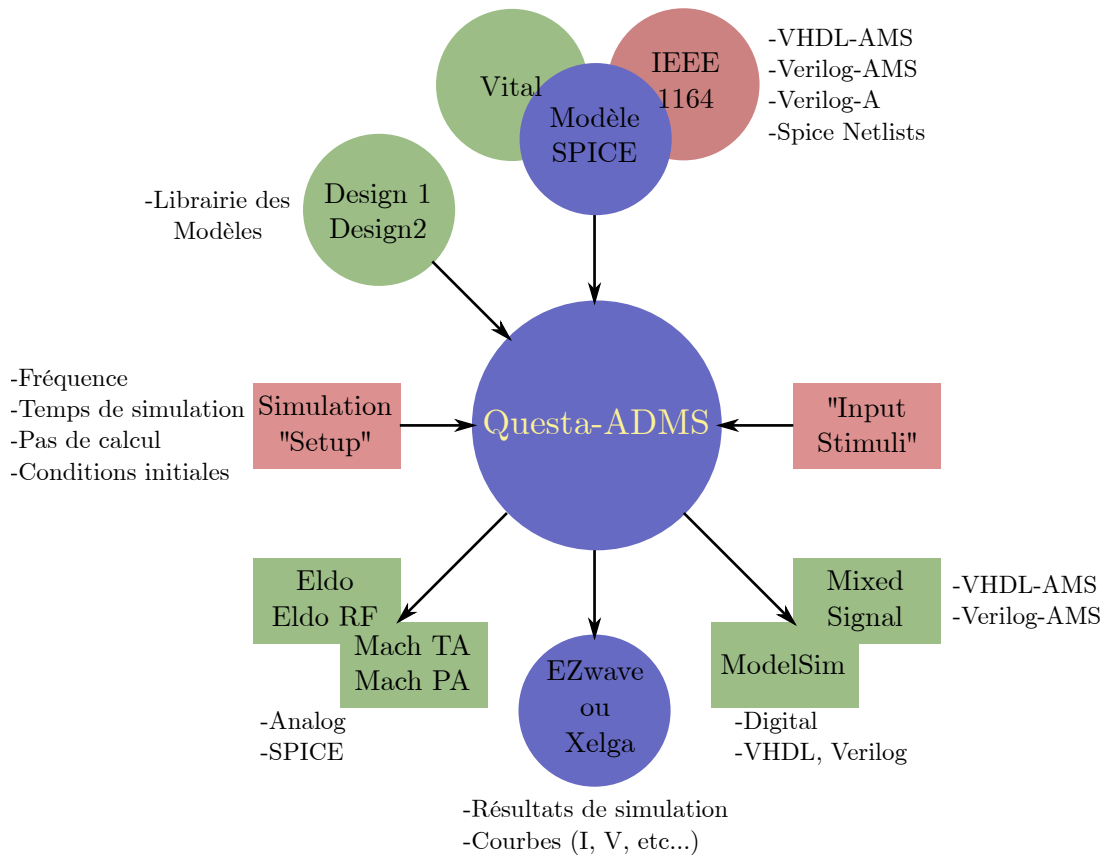 Vital
IEEE
1164
Modèle
SPICE
-VHDL-AMS
-Verilog-AMS
-Verilog-A
-Spice Netlists
-Librairie des
Modèles
Design 1
Design2
-Fréquence
-Temps de simulation
-Pas de calcul
-Conditions initiales
Simulation
"Setup"
Questa-ADMS
"Input
Stimuli"
Eldo
Eldo RF
Mach TA
Mach PA
-Analog
-SPICE
EZwave
ou
Xelga
-Résultats de simulation
-Courbes (I, V, etc...)
Mixed
Signal
-VHDL-AMS
-Verilog-AMS
ModelSim
-Digital
-VHDL, Verilog